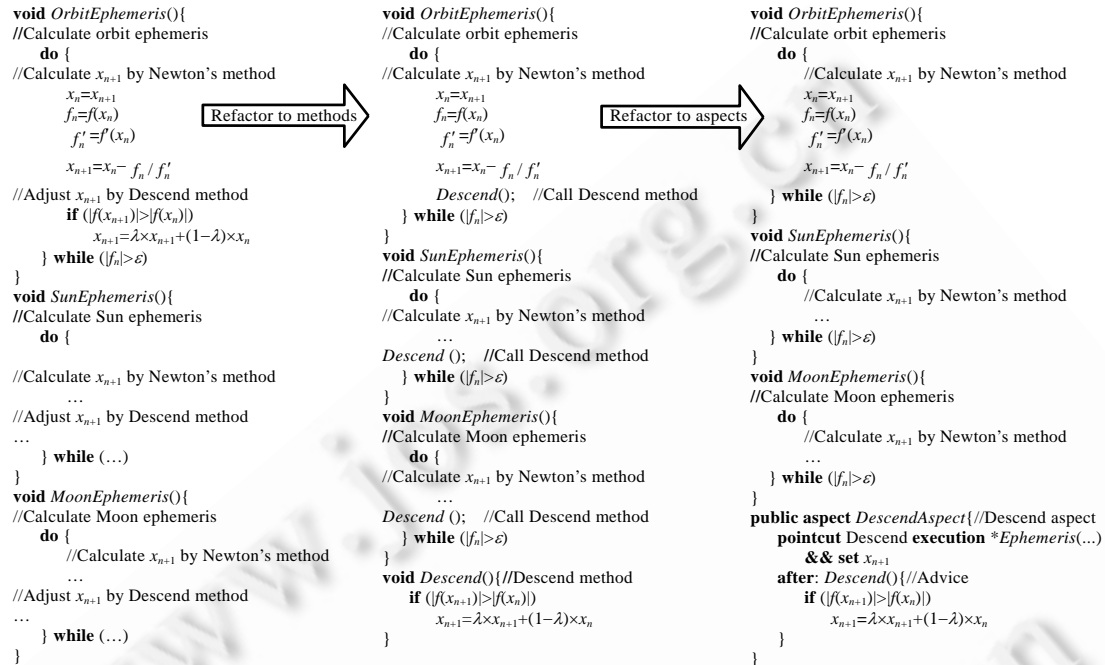 void OrbitEphemeris(){
//Calculate orbit ephemeris
do {
//Calculate xn+1 by Newton's method
xn=xn+1
fn=f(xn)
f′n=f′(xn)
xn+1=xn− fn / f′n
//Adjust xn+1 by Descend method
if (|f(xn+1)|>|f(xn)|)
xn+1=λ×xn+1+(1−λ)×xn
} while (|fn|>ε)
}
void SunEphemeris(){
//Calculate Sun ephemeris
do {
//Calculate xn+1 by Newton's method
…
//Adjust xn+1 by Descend method
…
} while (…)
}
void MoonEphemeris(){
//Calculate Moon ephemeris
do {
//Calculate xn+1 by Newton's method
…
//Adjust xn+1 by Descend method
…
} while (…)
}
Refactor to methods
void OrbitEphemeris(){
//Calculate orbit ephemeris
do {
//Calculate xn+1 by Newton's method
xn=xn+1
fn=f(xn)
f′n=f′(xn)
xn+1=xn− fn / f′n
Descend(); //Call Descend method
} while (|fn|>ε)
}
void SunEphemeris(){
//Calculate Sun ephemeris
do {
//Calculate xn+1 by Newton's method
…
Descend (); //Call Descend method
} while (|fn|>ε)
}
void MoonEphemeris(){
//Calculate Moon ephemeris
do {
//Calculate xn+1 by Newton's method
…
Descend (); //Call Descend method
} while (|fn|>ε)
}
void Descend(){//Descend method
if (|f(xn+1)|>|f(xn)|)
xn+1=λ×xn+1+(1−λ)×xn
}
Refactor to aspects
void OrbitEphemeris(){
//Calculate orbit ephemeris
do {
//Calculate xn+1 by Newton's method
xn=xn+1
fn=f(xn)
f′n=f′(xn)
xn+1=xn− fn / f′n
} while (|fn|>ε)
}
void SunEphemeris(){
//Calculate Sun ephemeris
do {
//Calculate xn+1 by Newton's method
…
} while (|fn|>ε)
}
void MoonEphemeris(){
//Calculate Moon ephemeris
do {
//Calculate xn+1 by Newton's method
…
} while (|fn|>ε)
}
public aspect DescendAspect{//Descend aspect
pointcut Descend execution *Ephemeris(...)
&& set xn+1
after: Descend(){//Advice
if (|f(xn+1)|>|f(xn)|)
xn+1=λ×xn+1+(1−λ)×xn
}
}
www.jos.org.cn